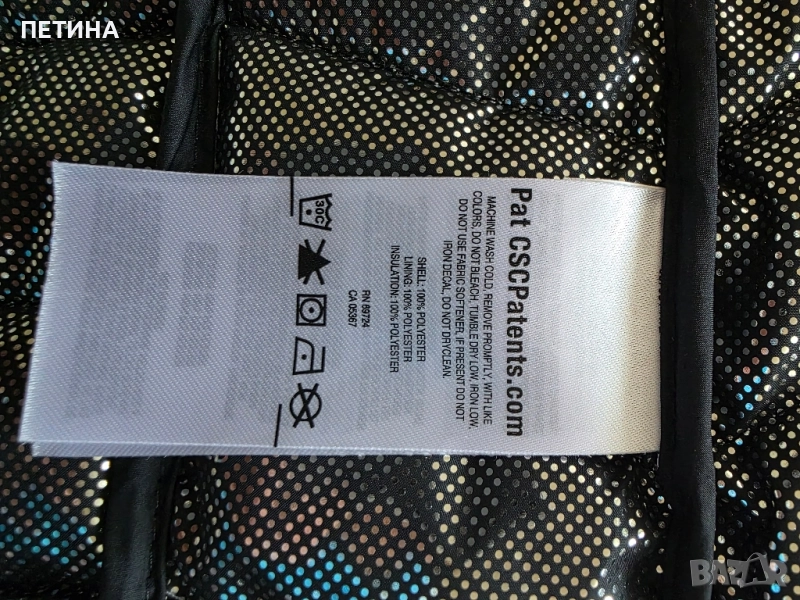 ПЕТИНА
Pat CSCPatents.com
MACHINE WASH COLD, REMOVE PROMPTLY, WITH LIKE
COLORS, DO NOT BLEACH, TUMBLE DRY LOW, IRON LOW,
DO NOT USE FABRIC SOFTENER, IF PRESENT DO NOT
IRON DECAL, DO NOT DRYCLEAN.
SHELL: 100% POLYESTER
LINING: 100% POLYESTER
INSULATION: 100% POLYESTER
RN 69724
CA 05367
30C
BAZAR